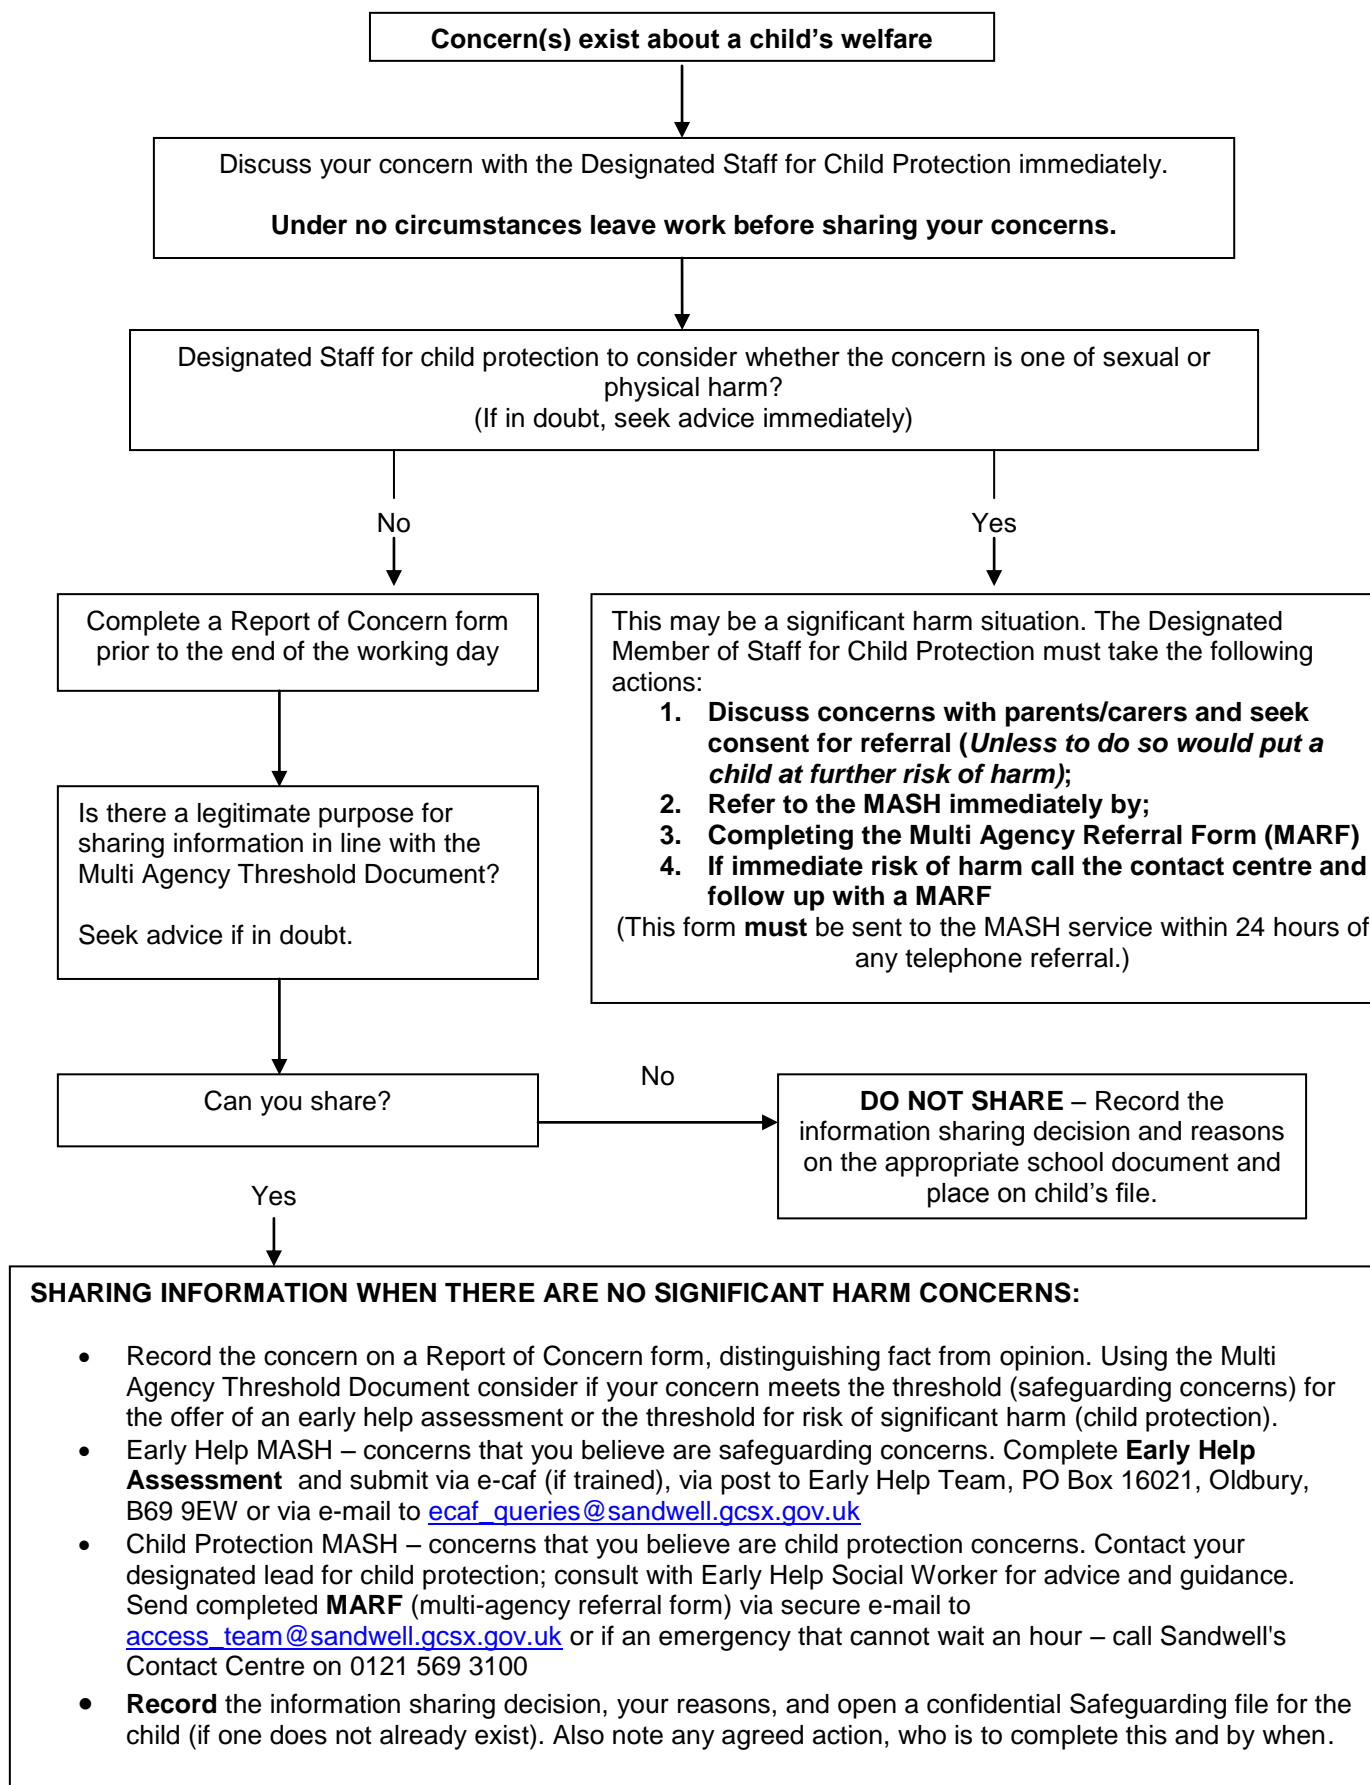 Concern(s) exist about a child’s welfare
Discuss your concern with the Designated Staff for Child Protection immediately.
Under no circumstances leave work before sharing your concerns.
Designated Staff for child protection to consider whether the concern is one of sexual or
physical harm?
(If in doubt, seek advice immediately)
No
Yes
Complete a Report of Concern form
prior to the end of the working day
This may be a significant harm situation. The Designated
Member of Staff for Child Protection must take the following
actions:
1. Discuss concerns with parents/carers and seek
consent for referral (Unless to do so would put a
child at further risk of harm);
2. Refer to the MASH immediately by;
3. Completing the Multi Agency Referral Form (MARF)
4. If immediate risk of harm call the contact centre and
follow up with a MARF
(This form must be sent to the MASH service within 24 hours of
any telephone referral.)
Is there a legitimate purpose for
sharing information in line with the
Multi Agency Threshold Document?
Seek advice if in doubt.
Can you share?
No
DO NOT SHARE – Record the
information sharing decision and reasons
on the appropriate school document and
place on child’s file.
Yes
SHARING INFORMATION WHEN THERE ARE NO SIGNIFICANT HARM CONCERNS:
• Record the concern on a Report of Concern form, distinguishing fact from opinion. Using the Multi
Agency Threshold Document consider if your concern meets the threshold (safeguarding concerns) for
the offer of an early help assessment or the threshold for risk of significant harm (child protection).
• Early Help MASH – concerns that you believe are safeguarding concerns. Complete Early Help
Assessment and submit via e-caf (if trained), via post to Early Help Team, PO Box 16021, Oldbury,
B69 9EW or via e-mail to ecaf_queries@sandwell.gcsx.gov.uk
• Child Protection MASH – concerns that you believe are child protection concerns. Contact your
designated lead for child protection; consult with Early Help Social Worker for advice and guidance.
Send completed MARF (multi-agency referral form) via secure e-mail to
access_team@sandwell.gcsx.gov.uk or if an emergency that cannot wait an hour – call Sandwell's
Contact Centre on 0121 569 3100
• Record the information sharing decision, your reasons, and open a confidential Safeguarding file for the
child (if one does not already exist). Also note any agreed action, who is to complete this and by when.